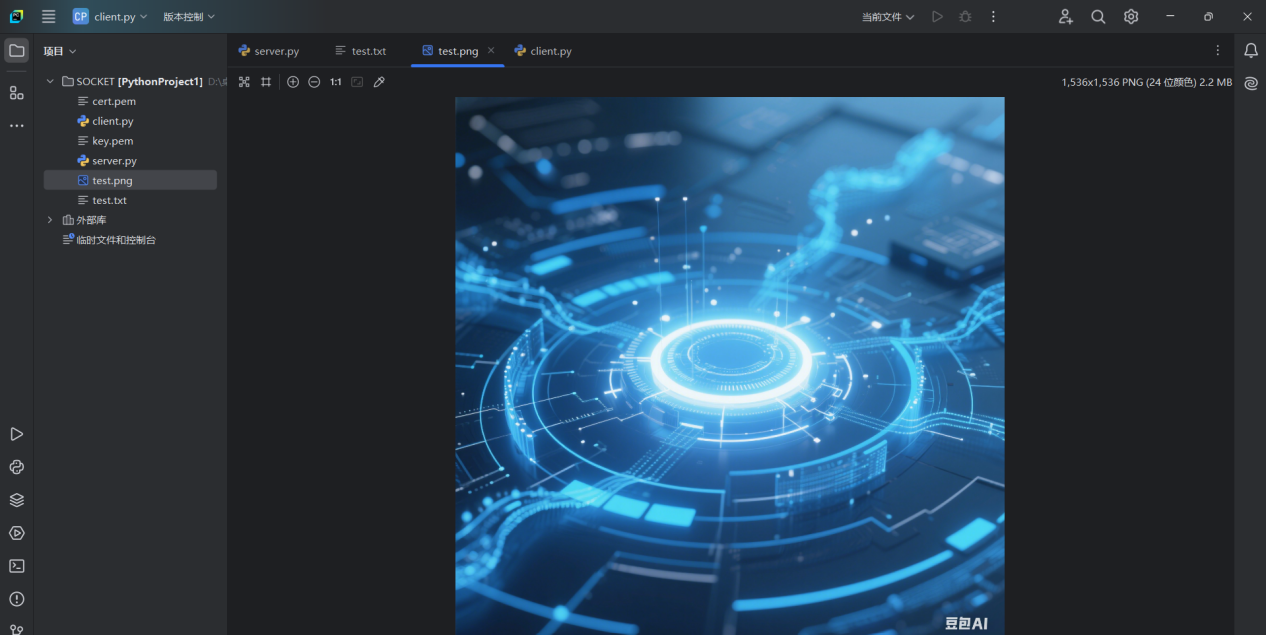 CP client.py 版本控制 当前文件
项目 server.py test.txt test.png client.py
SOCKET [PythonProject1] D:\
1:1 1,536x1,536 PNG (24 位颜色) 2.2 MB
cert.pem
client.py
key.pem
server.py
test.png
test.txt
外部库
临时文件和控制台
豆包AI